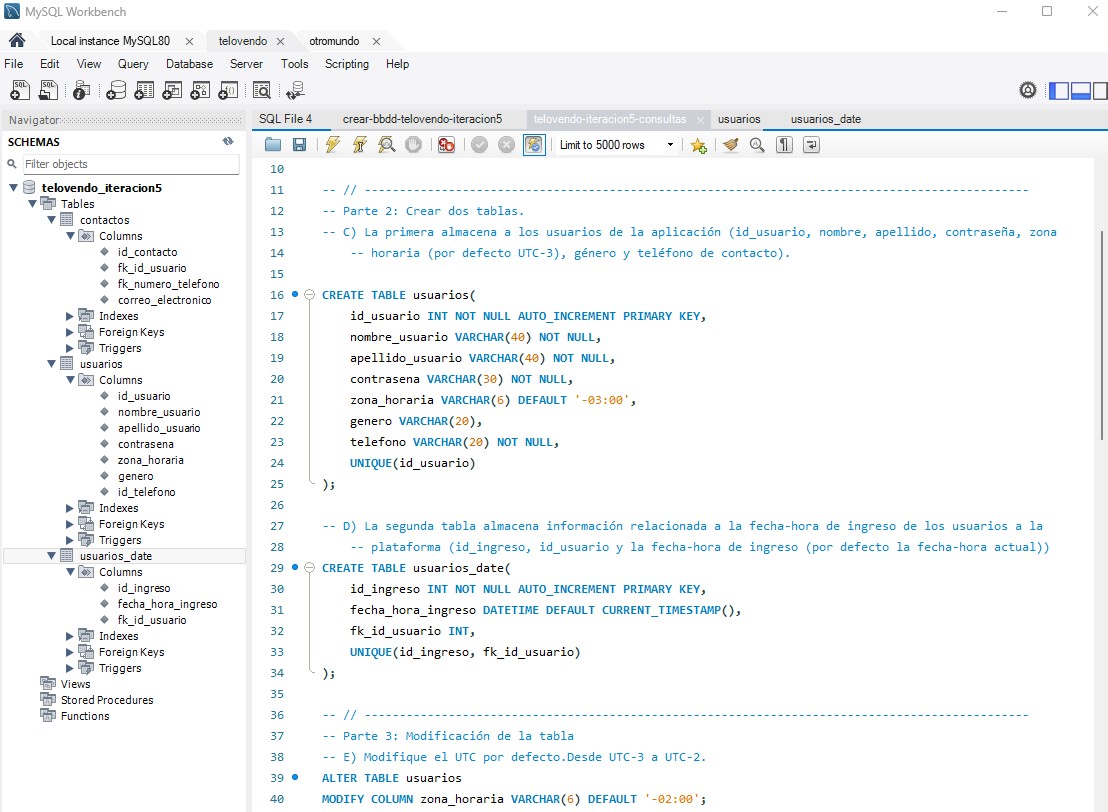 MySQL Workbench
Local instance MySQL80
telovendo
otromundo
File Edit View Query Database Server Tools Scripting Help
Navigator
SCHEMAS
Filter objects
telovendo_iteracion5
Tables
contactos
Columns
id_contacto
fk_id_usuario
fk_numero_telefono
correo_electronico
Indexes
Foreign Keys
Triggers
usuarios
Columns
id_usuario
nombre_usuario
apellido_usuario
contrasena
zona_horaria
genero
id_telefono
Indexes
Foreign Keys
Triggers
usuarios_date
Columns
id_ingreso
fecha_hora_ingreso
fk_id_usuario
Indexes
Foreign Keys
Triggers
Views
Stored Procedures
Functions
SQL File 4 crear-bbdd-telovendo-iteracion5 telovendo-iteracion5-consultas usuarios usuarios_date
Limit to 5000 rows
10
11 -- // -----------------------------------------------------------------------------------------------
12 -- Parte 2: Crear dos tablas.
13 -- C) La primera almacena a los usuarios de la aplicación (id_usuario, nombre, apellido, contraseña, zona
14 -- horaria (por defecto UTC-3), género y teléfono de contacto).
15
16 CREATE TABLE usuarios(
17 id_usuario INT NOT NULL AUTO_INCREMENT PRIMARY KEY,
18 nombre_usuario VARCHAR(40) NOT NULL,
19 apellido_usuario VARCHAR(40) NOT NULL,
20 contrasena VARCHAR(30) NOT NULL,
21 zona_horaria VARCHAR(6) DEFAULT '-03:00',
22 genero VARCHAR(20),
23 telefono VARCHAR(20) NOT NULL,
24 UNIQUE(id_usuario)
25 );
26
27 -- D) La segunda tabla almacena información relacionada a la fecha-hora de ingreso de los usuarios a la
28 -- plataforma (id_ingreso, id_usuario y la fecha-hora de ingreso (por defecto la fecha-hora actual))
29 CREATE TABLE usuarios_date(
30 id_ingreso INT NOT NULL AUTO_INCREMENT PRIMARY KEY,
31 fecha_hora_ingreso DATETIME DEFAULT CURRENT_TIMESTAMP(),
32 fk_id_usuario INT,
33 UNIQUE(id_ingreso, fk_id_usuario)
34 );
35
36 -- // -----------------------------------------------------------------------------------------------
37 -- Parte 3: Modificación de la tabla
38 -- E) Modifique el UTC por defecto.Desde UTC-3 a UTC-2.
39 ALTER TABLE usuarios
40 MODIFY COLUMN zona_horaria VARCHAR(6) DEFAULT '-02:00';